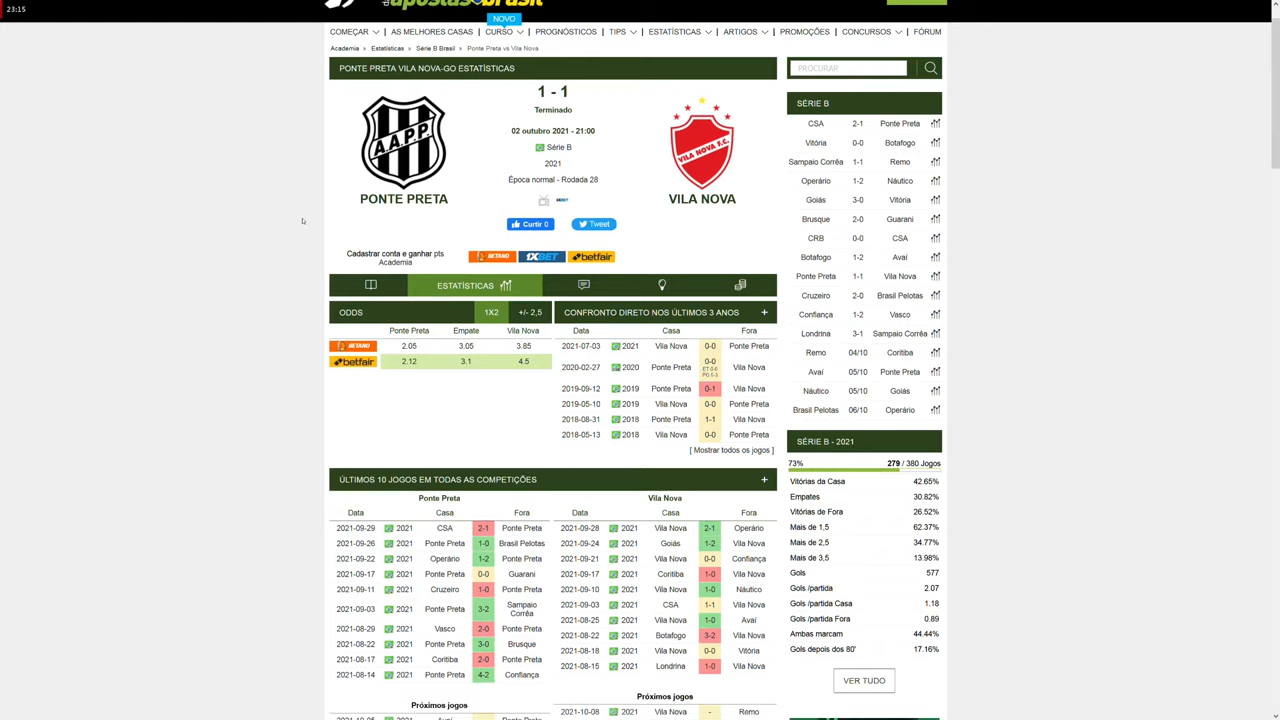 23:15
apostas brasil
NOVO
COMEÇAR | AS MELHORES CASAS | CURSO | PROGNÓSTICOS | TIPS | ESTATÍSTICAS | ARTIGOS | PROMOÇÕES | CONCURSOS | FÓRUM
Academia » Estatísticas » Série B Brasil » Ponte Preta vs Vila Nova
PONTE PRETA VILA NOVA-GO ESTATÍSTICAS
1 - 1
Terminado
02 outubro 2021 - 21:00
Série B
2021
Época normal - Rodada 28
A.A.P.P.
VILA NOVA F.C.
PONTE PRETA
VILA NOVA
Curtir 0
Tweet
Cadastrar conta e ganhar pts
Academia
BETANO 1XBET betfair
ESTATÍSTICAS
ODDS 1X2 +/- 2,5
Ponte Preta Empate Vila Nova
BETANO 2.05 3.05 3.85
betfair 2.12 3.1 4.5
CONFRONTO DIRETO NOS ÚLTIMOS 3 ANOS +
Data Casa Fora
2021-07-03 2021 Vila Nova 0-0 Ponte Preta
2020-02-27 2020 Ponte Preta 0-0 Vila Nova
ET 0-0
PG 5-3
2019-09-12 2019 Ponte Preta 0-1 Vila Nova
2019-05-10 2019 Vila Nova 0-0 Ponte Preta
2018-08-31 2018 Ponte Preta 1-1 Vila Nova
2018-05-13 2018 Vila Nova 0-0 Ponte Preta
[ Mostrar todos os jogos ]
ÚLTIMOS 10 JOGOS EM TODAS AS COMPETIÇÕES +
Ponte Preta
Data Casa Fora
2021-09-29 2021 CSA 2-1 Ponte Preta
2021-09-26 2021 Ponte Preta 1-0 Brasil Pelotas
2021-09-22 2021 Operário 1-2 Ponte Preta
2021-09-17 2021 Ponte Preta 0-0 Guarani
2021-09-11 2021 Cruzeiro 1-0 Ponte Preta
2021-09-03 2021 Ponte Preta 3-2 Sampaio
Corrêa
2021-08-29 2021 Vasco 2-0 Ponte Preta
2021-08-22 2021 Ponte Preta 3-0 Brusque
2021-08-17 2021 Coritiba 2-0 Ponte Preta
2021-08-14 2021 Ponte Preta 4-2 Confiança
Próximos jogos
Vila Nova
Data Casa Fora
2021-09-28 2021 Vila Nova 2-1 Operário
2021-09-24 2021 Goiás 1-2 Vila Nova
2021-09-21 2021 Vila Nova 0-0 Confiança
2021-09-17 2021 Coritiba 1-0 Vila Nova
2021-09-10 2021 Vila Nova 1-0 Náutico
2021-09-03 2021 CSA 1-1 Vila Nova
2021-08-25 2021 Vila Nova 1-0 Avaí
2021-08-22 2021 Botafogo 3-2 Vila Nova
2021-08-18 2021 Vila Nova 0-0 Vitória
2021-08-15 2021 Londrina 1-0 Vila Nova
Próximos jogos
2021-10-08 2021 Vila Nova - Remo
PROCURAR
SÉRIE B
CSA 2-1 Ponte Preta
Vitória 0-0 Botafogo
Sampaio Corrêa 1-1 Remo
Operário 1-2 Náutico
Goiás 3-0 Vitória
Brusque 2-0 Guarani
CRB 0-0 CSA
Botafogo 1-2 Avaí
Ponte Preta 1-1 Vila Nova
Cruzeiro 2-0 Brasil Pelotas
Confiança 1-2 Vasco
Londrina 3-1 Sampaio Corrêa
Remo 04/10 Coritiba
Avaí 05/10 Ponte Preta
Náutico 05/10 Goiás
Brasil Pelotas 06/10 Operário
SÉRIE B - 2021
73% 279 / 380 Jogos
Vitórias da Casa 42.65%
Empates 30.82%
Vitórias de Fora 26.52%
Mais de 1,5 62.37%
Mais de 2,5 34.77%
Mais de 3,5 13.98%
Gols 577
Gols /partida 2.07
Gols /partida Casa 1.18
Gols /partida Fora 0.89
Ambas marcam 44.44%
Gols depois dos 80' 17.16%
VER TUDO